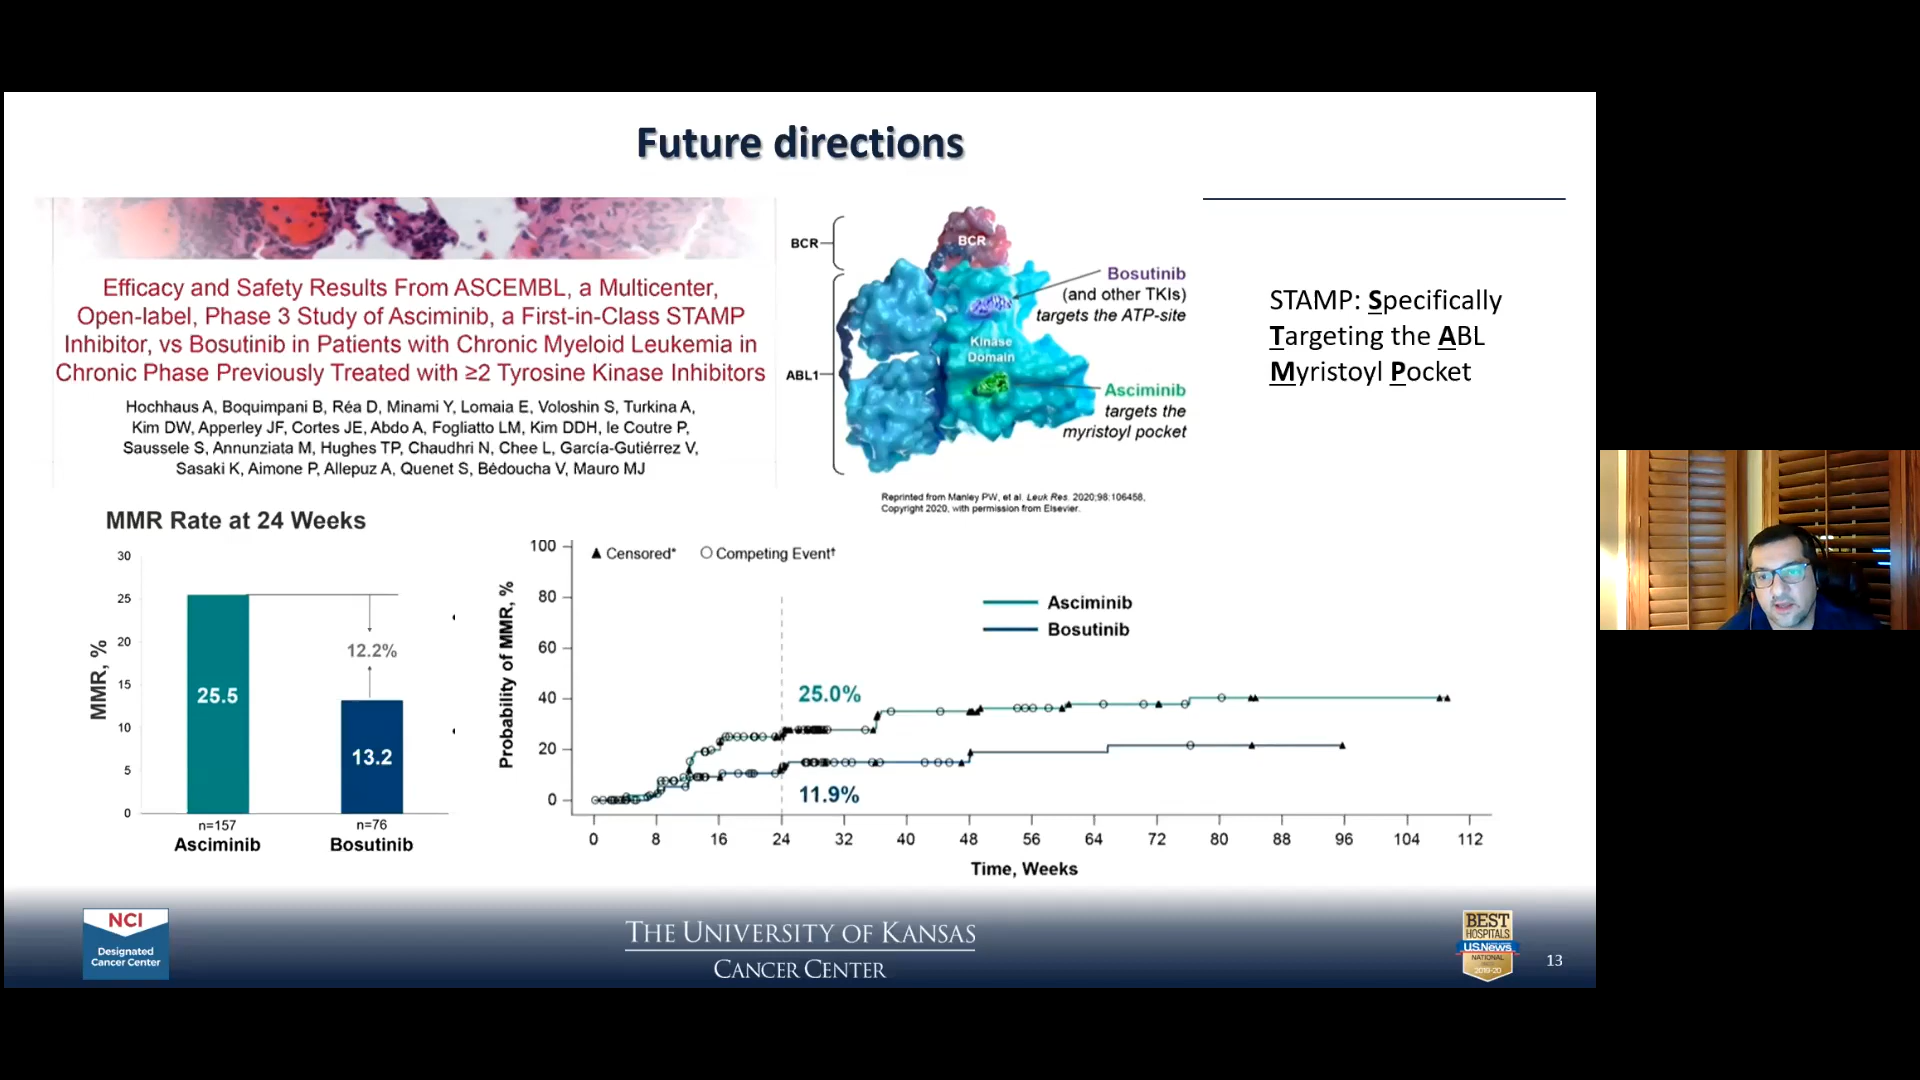 Future directions
Efficacy and Safety Results From ASCEMBL, a Multicenter,
Open-label, Phase 3 Study of Asciminib, a First-in-Class STAMP
Inhibitor, vs Bosutinib in Patients with Chronic Myeloid Leukemia in
Chronic Phase Previously Treated with ≥2 Tyrosine Kinase Inhibitors
Hochhaus A, Boquimpani B, Réa D, Minami Y, Lomaia E, Voloshin S, Turkina A,
Kim DW, Apperley JF, Cortes JE, Abdo A, Fogliatto LM, Kim DDH, le Coutre P,
Saussele S, Annunziata M, Hughes TP, Chaudhri N, Chee L, García-Gutiérrez V,
Sasaki K, Aimone P, Allepuz A, Quenet S, Bédoucha V, Mauro MJ
BCR
BCR
Bosutinib
(and other TKIs)
targets the ATP-site
Kinase
Domain
ABL1
Asciminib
targets the
myristoyl pocket
Reprinted from Manley PW, et al. Leuk Res. 2020;98:106458,
Copyright 2020, with permission from Elsevier.
STAMP: Specifically
Targeting the ABL
Myristoyl Pocket
MMR Rate at 24 Weeks
MMR, %
30
25
20
15
10
5
0
25.5
12.2%
13.2
n=157
n=76
Asciminib
Bosutinib
Probability of MMR, %
100
80
60
40
20
0
Censored*
Competing Event†
Asciminib
Bosutinib
25.0%
11.9%
0 8 16 24 32 40 48 56 64 72 80 88 96 104 112
Time, Weeks
NCI
Designated
Cancer Center
THE UNIVERSITY OF KANSAS
CANCER CENTER
BEST
HOSPITALS
U.S.News
NATIONAL
2019-20
13